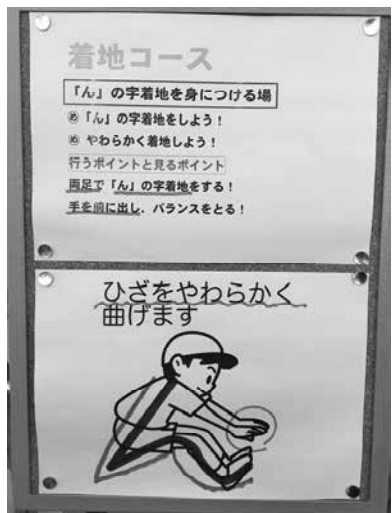 着地コース
「ん」の字着地を身につける場
め 「ん」の字着地をしよう！
め やわらかく着地しよう！
行うポイントと見るポイント
両足で「ん」の字着地をする！
手を前に出し、バランスをとる！
ひざをやわらかく
曲げます